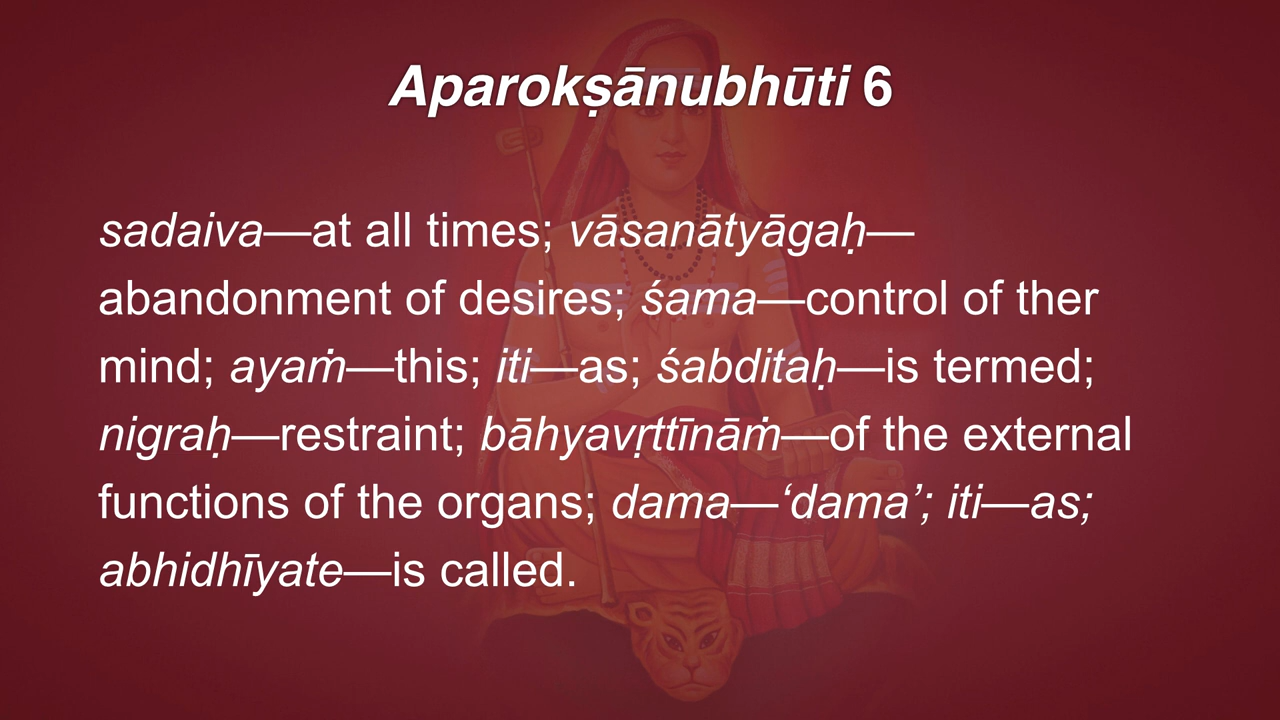 Aparokṣānubhūti 6
sadaiva—at all times; vāsanātyāgaḥ—
abandonment of desires; śama—control of ther
mind; ayaṁ—this; iti—as; śabditaḥ—is termed;
nigraḥ—restraint; bāhyavṛttīnāṁ—of the external
functions of the organs; dama—‘dama’; iti—as;
abhidhīyate—is called.